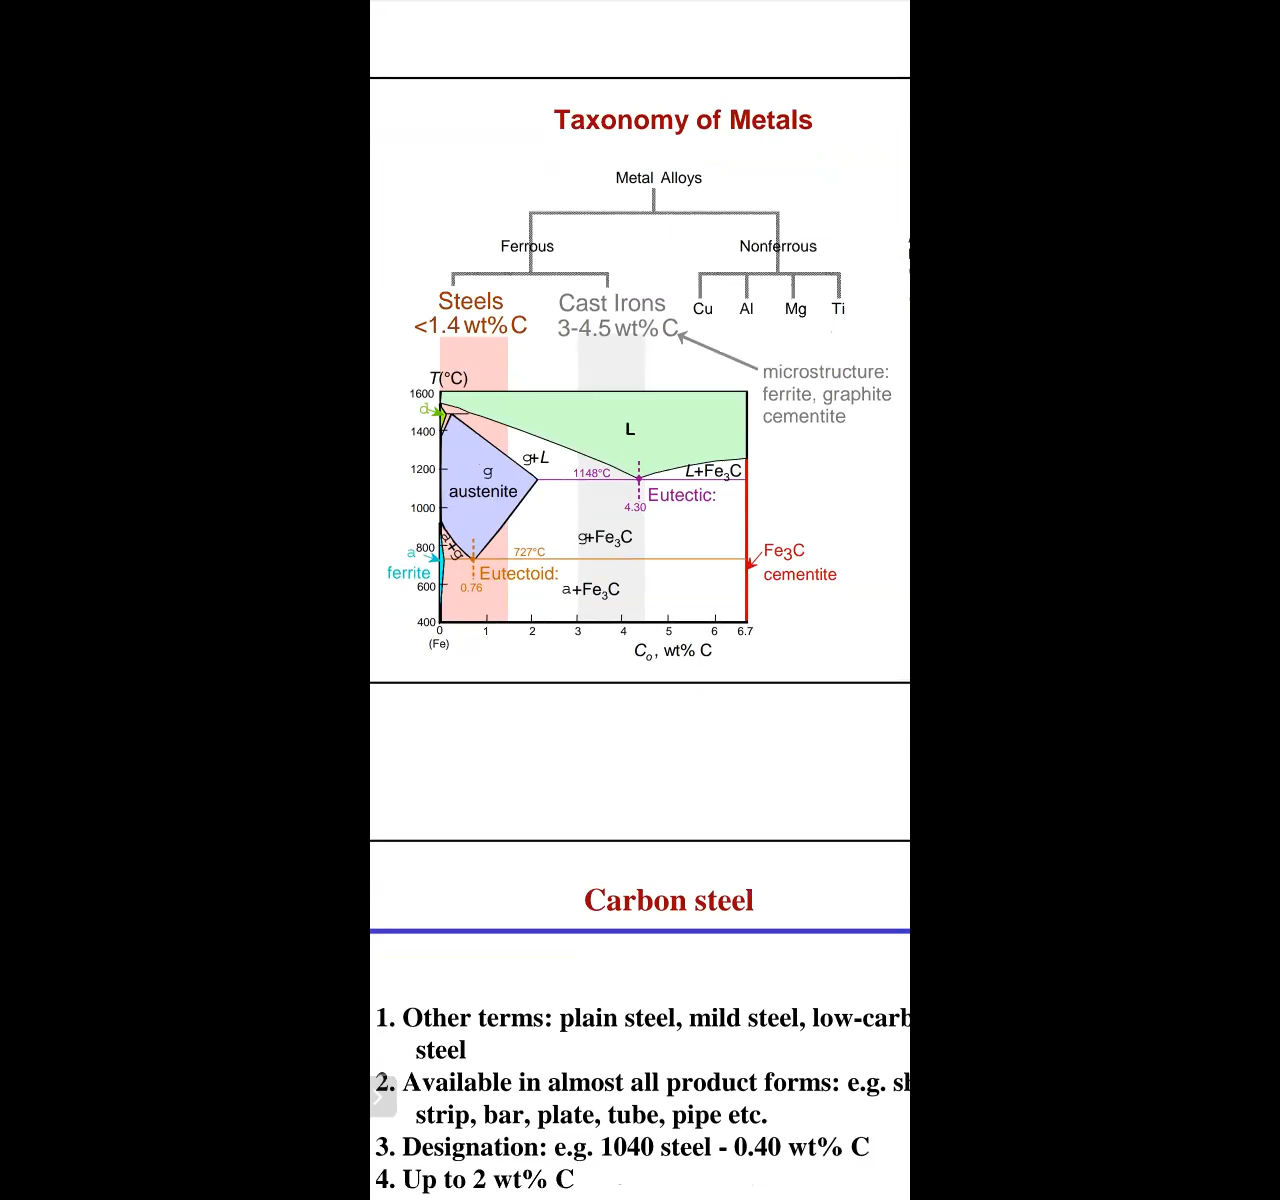 Taxonomy of Metals
Metal Alloys
Ferrous
Nonferrous
Steels
<1.4 wt% C
Cast Irons
3-4.5 wt% C
Cu
Al
Mg
Ti
microstructure:
ferrite, graphite
cementite
T(°C)
1600
1400
1200
1000
800
600
400
d
L
g+L
g
austenite
1148°C
L+Fe3C
Eutectic:
4.30
g+Fe3C
a+g
a
ferrite
727°C
Eutectoid:
0.76
a+Fe3C
Fe3C
cementite
0
1
2
3
4
5
6
6.7
(Fe)
Co, wt% C
Carbon steel
1. Other terms: plain steel, mild steel, low-carb
steel
2. Available in almost all product forms: e.g.
strip, bar, plate, tube, pipe etc.
3. Designation: e.g. 1040 steel - 0.40 wt% C
4. Up to 2 wt% C